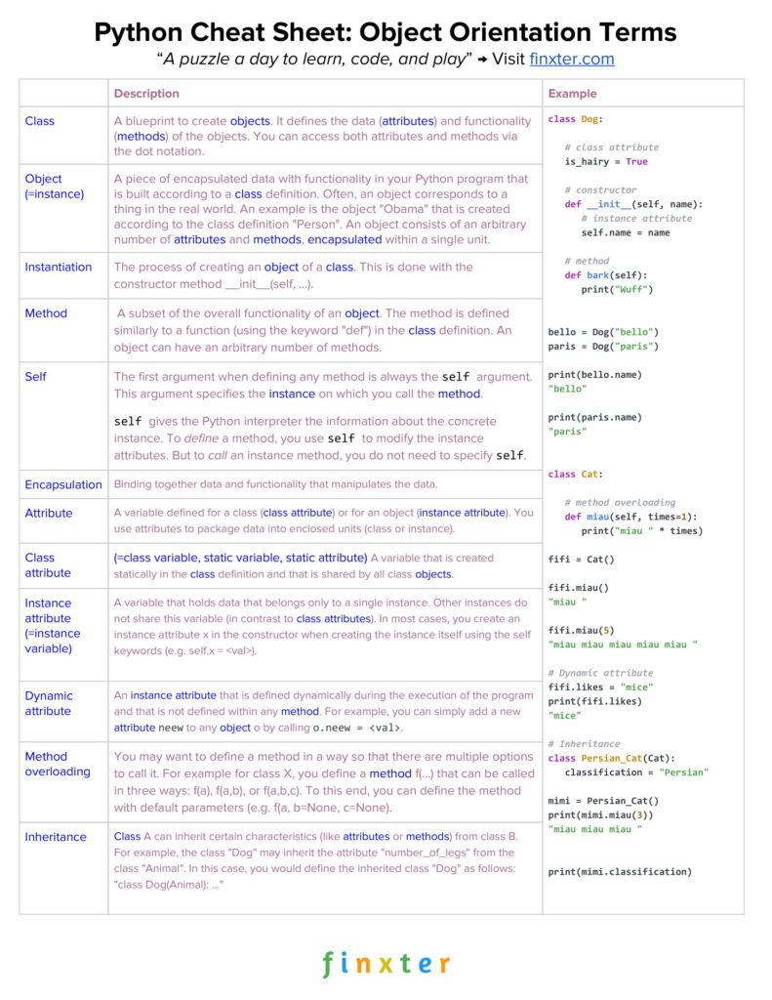 Python Cheat Sheet: Object Orientation Terms
“A puzzle a day to learn, code, and play” → Visit finxter.com
Description
Example
Class
A blueprint to create objects. It defines the data (attributes) and functionality
(methods) of the objects. You can access both attributes and methods via
the dot notation.
Object
(=instance)
A piece of encapsulated data with functionality in your Python program that
is built according to a class definition. Often, an object corresponds to a
thing in the real world. An example is the object "Obama" that is created
according to the class definition "Person". An object consists of an arbitrary
number of attributes and methods, encapsulated within a single unit.
Instantiation
The process of creating an object of a class. This is done with the
constructor method __init__(self, ...).
Method
A subset of the overall functionality of an object. The method is defined
similarly to a function (using the keyword "def") in the class definition. An
object can have an arbitrary number of methods.
Self
The first argument when defining any method is always the self argument.
This argument specifies the instance on which you call the method.
self gives the Python interpreter the information about the concrete
instance. To define a method, you use self to modify the instance
attributes. But to call an instance method, you do not need to specify self.
Encapsulation
Binding together data and functionality that manipulates the data.
Attribute
A variable defined for a class (class attribute) or for an object (instance attribute). You
use attributes to package data into enclosed units (class or instance).
Class
attribute
(=class variable, static variable, static attribute) A variable that is created
statically in the class definition and that is shared by all class objects.
Instance
attribute
(=instance
variable)
A variable that holds data that belongs only to a single instance. Other instances do
not share this variable (in contrast to class attributes). In most cases, you create an
instance attribute x in the constructor when creating the instance itself using the self
keywords (e.g. self.x = <val>).
Dynamic
attribute
An instance attribute that is defined dynamically during the execution of the program
and that is not defined within any method. For example, you can simply add a new
attribute neew to any object o by calling o.neew = <val>.
Method
overloading
You may want to define a method in a way so that there are multiple options
to call it. For example for class X, you define a method f(...) that can be called
in three ways: f(a), f(a,b), or f(a,b,c). To this end, you can define the method
with default parameters (e.g. f(a, b=None, c=None).
Inheritance
Class A can inherit certain characteristics (like attributes or methods) from class B.
For example, the class "Dog" may inherit the attribute "number_of_legs" from the
class "Animal". In this case, you would define the inherited class "Dog" as follows:
"class Dog(Animal): ..."
class Dog:
# class attribute
is_hairy = True
# constructor
def __init__(self, name):
# instance attribute
self.name = name
# method
def bark(self):
print("Wuff")
bello = Dog("bello")
paris = Dog("paris")
print(bello.name)
"bello"
print(paris.name)
"paris"
class Cat:
# method overloading
def miau(self, times=1):
print("miau " * times)
fifi = Cat()
fifi.miau()
"miau "
fifi.miau(5)
"miau miau miau miau miau "
# Dynamic attribute
fifi.likes = "mice"
print(fifi.likes)
"mice"
# Inheritance
class Persian_Cat(Cat):
classification = "Persian"
mimi = Persian_Cat()
print(mimi.miau(3))
"miau miau miau "
print(mimi.classification)
finxter